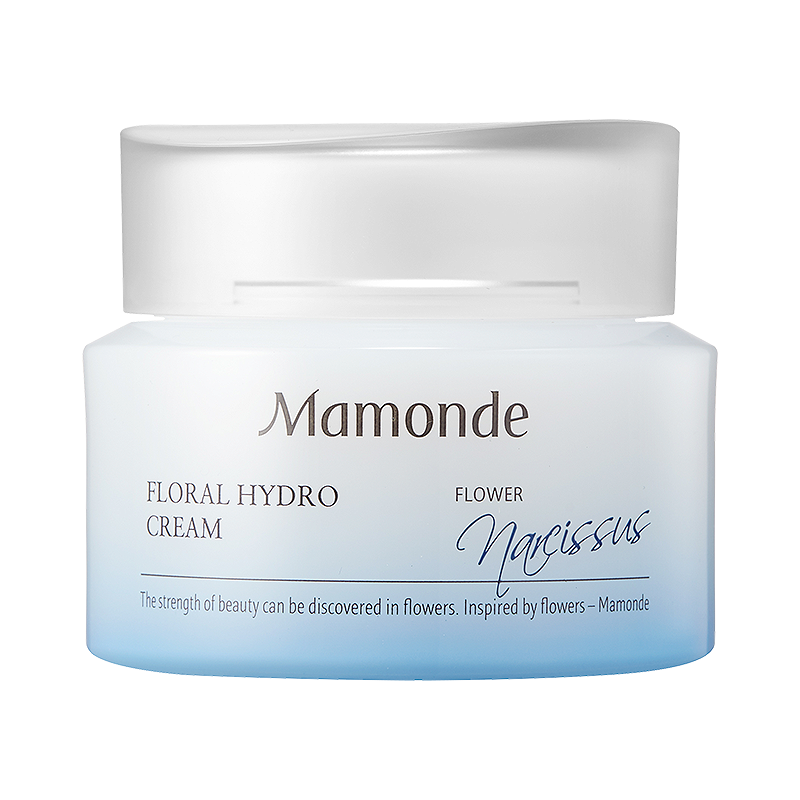 Mamonde
FLORAL HYDRO
CREAM
FLOWER
Narcissus
The strength of beauty can be discovered in flowers. Inspired by flowers – Mamonde